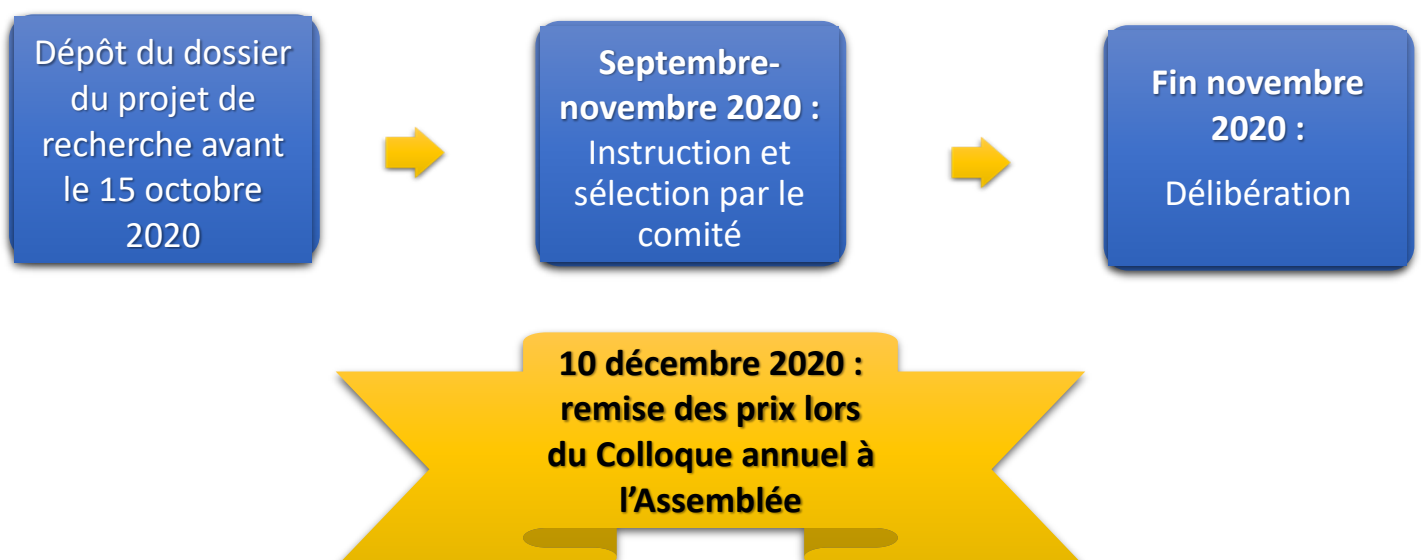 Dépôt du dossier
du projet de
recherche avant
le 15 octobre
2020
Septembre-
novembre 2020 :
Instruction et
sélection par le
comité
Fin novembre
2020 :
Délibération
10 décembre 2020 :
remise des prix lors
du Colloque annuel à
l’Assemblée